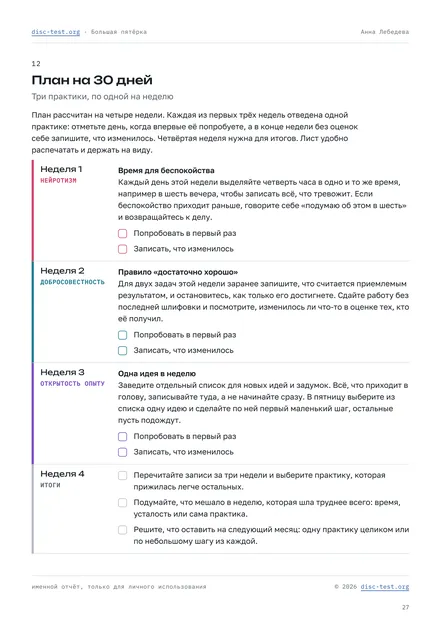 disc-test.org · Большая пятёрка
Анна Лебедева
12
План на 30 дней
Три практики, по одной на неделю
План рассчитан на четыре недели. Каждая из первых трёх недель отведена одной
практике: отметьте день, когда впервые её попробуете, а в конце недели без оценок
себе запишите, что изменилось. Четвёртая неделя нужна для итогов. Лист удобно
распечатать и держать на виду.
Неделя 1
НЕЙРОТИЗМ
Время для беспокойства
Каждый день этой недели выделяйте четверть часа в одно и то же время,
например в шесть вечера, чтобы записать всё, что тревожит. Если
беспокойство приходит раньше, говорите себе «подумаю об этом в шесть»
и возвращайтесь к делу.
Попробовать в первый раз
Записать, что изменилось
Неделя 2
ДОБРОСОВЕСТНОСТЬ
Правило «достаточно хорошо»
Для двух задач этой недели заранее запишите, что считается приемлемым
результатом, и остановитесь, как только его достигнете. Сдайте работу без
последней шлифовки и посмотрите, изменилось ли что-то в оценке тех, кто
её получил.
Попробовать в первый раз
Записать, что изменилось
Неделя 3
ОТКРЫТОСТЬ ОПЫТУ
Одна идея в неделю
Заведите отдельный список для новых идей и задумок. Всё, что приходит в
голову, записывайте туда, а не начинайте сразу. В пятницу выберите из
списка одну идею и сделайте по ней первый маленький шаг, остальные
пусть подождут.
Попробовать в первый раз
Записать, что изменилось
Неделя 4
ИТОГИ
Перечитайте записи за три недели и выберите практику, которая
прижилась легче остальных.
Подумайте, что мешало в неделю, которая шла труднее всего: время,
усталость или сама практика.
Решите, что оставить на следующий месяц: одну практику целиком или
по небольшому шагу из каждой.
именной отчёт, только для личного использования
© 2026 disc-test.org
27